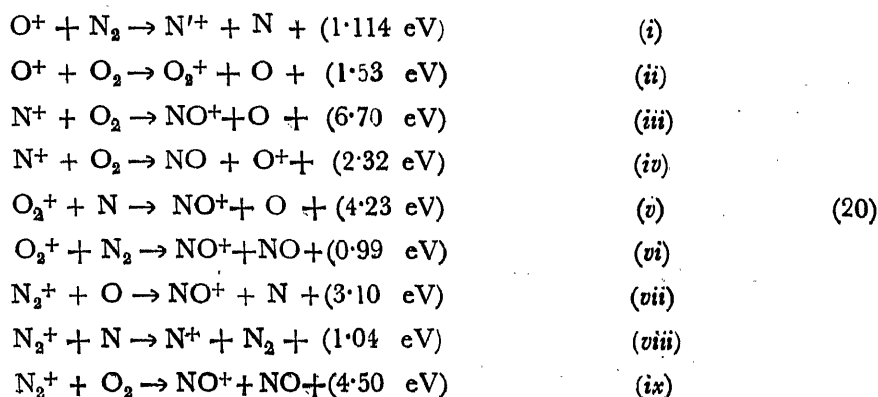 O⁺ + N₂ → N′⁺ + N + (1·114 eV) (i)
O⁺ + O₂ → O₂⁺ + O + (1·53 eV) (ii)
N⁺ + O₂ → NO⁺+O + (6·70 eV) (iii)
N⁺ + O₂ → NO + O⁺+ (2·32 eV) (iv)
O₂⁺ + N → NO⁺+ O + (4·23 eV) (v) (20)
O₂⁺ + N₂ → NO⁺+NO+(0·99 eV) (vi)
N₂⁺ + O → NO⁺ + N +(3·10 eV) (vii)
N₂⁺ + N → N⁺ + N₂ + (1·04 eV) (viii)
N₂⁺ + O₂ → NO⁺+ NO+(4·50 eV) (ix)